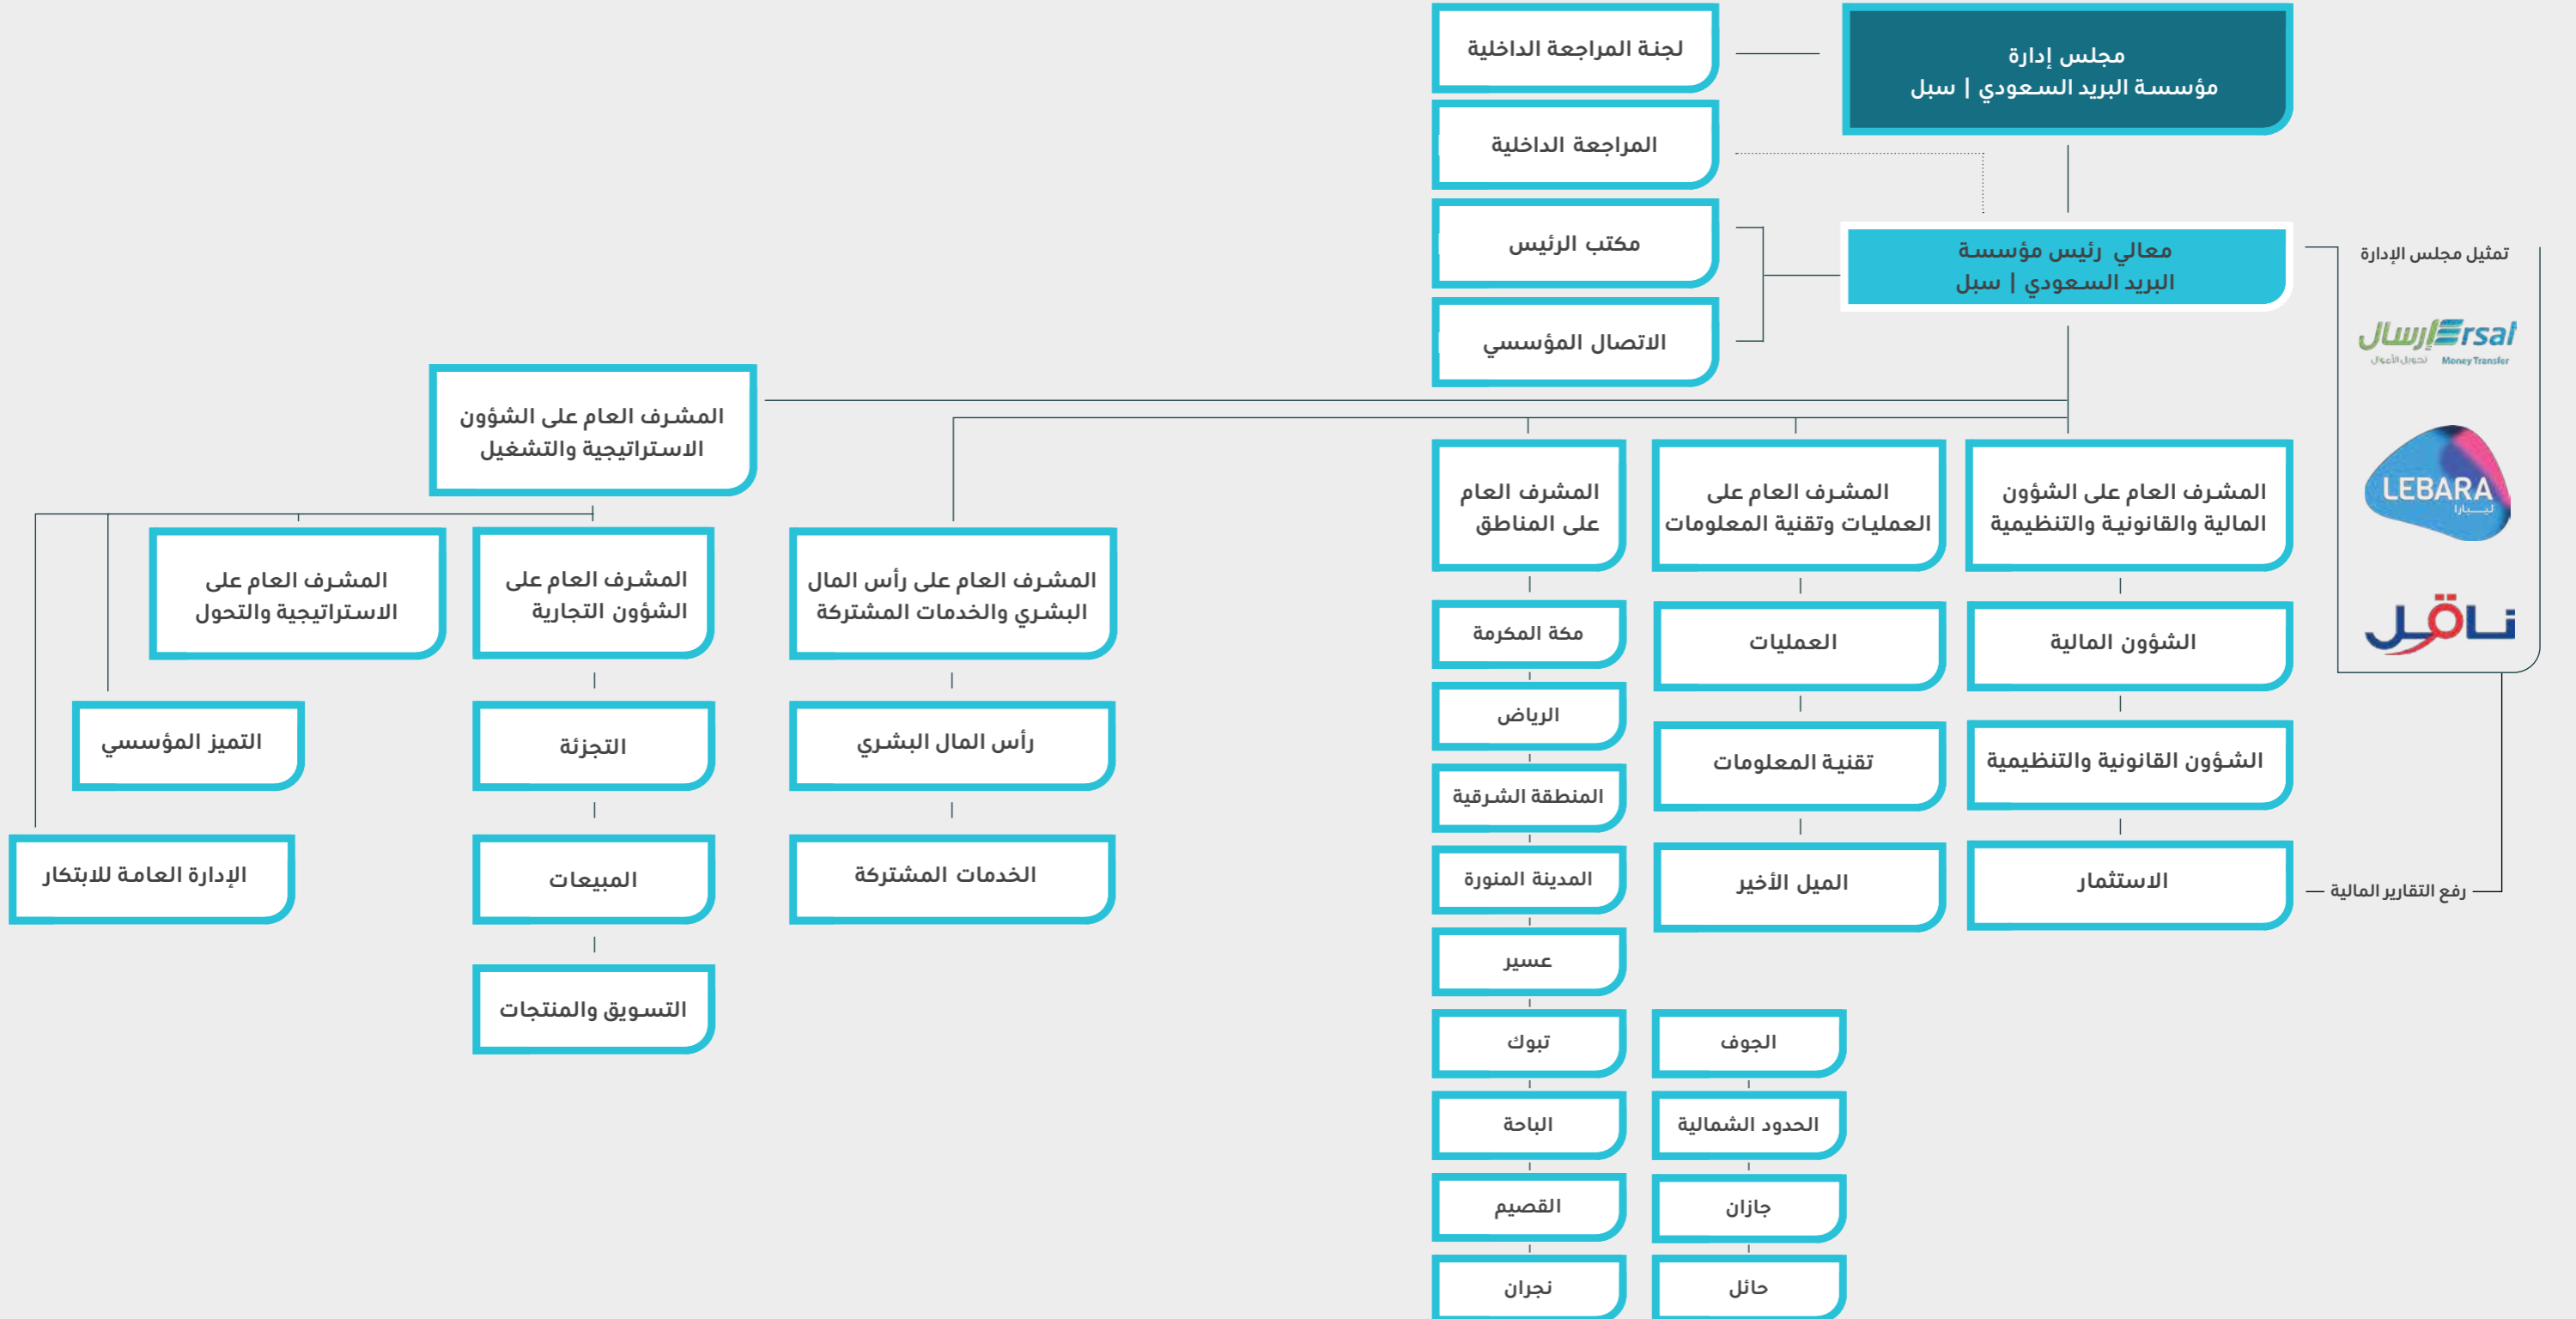 مجلس إدارة
مؤسسة البريد السعودي | سبل
لجنة المراجعة الداخلية
المراجعة الداخلية
معالي رئيس مؤسسة
البريد السعودي | سبل
مكتب الرئيس
الاتصال المؤسسي
تمثيل مجلس الإدارة
إرسال Ersal
تحويل الأموال Money Transfer
LEBARA
ليبارا
ناقل
رفع التقارير المالية
المشرف العام على الشؤون
المالية والقانونية والتنظيمية
الشؤون المالية
الشؤون القانونية والتنظيمية
الاستثمار
المشرف العام على
العمليات وتقنية المعلومات
العمليات
تقنية المعلومات
الميل الأخير
المشرف العام
على المناطق
مكة المكرمة
الرياض
المنطقة الشرقية
المدينة المنورة
عسير
تبوك
الباحة
القصيم
نجران
الجوف
الحدود الشمالية
جازان
حائل
المشرف العام على رأس المال
البشري والخدمات المشتركة
رأس المال البشري
الخدمات المشتركة
المشرف العام على الشؤون
الاستراتيجية والتشغيل
المشرف العام على
الشؤون التجارية
التجزئة
المبيعات
التسويق والمنتجات
المشرف العام على
الاستراتيجية والتحول
التميز المؤسسي
الإدارة العامة للابتكار